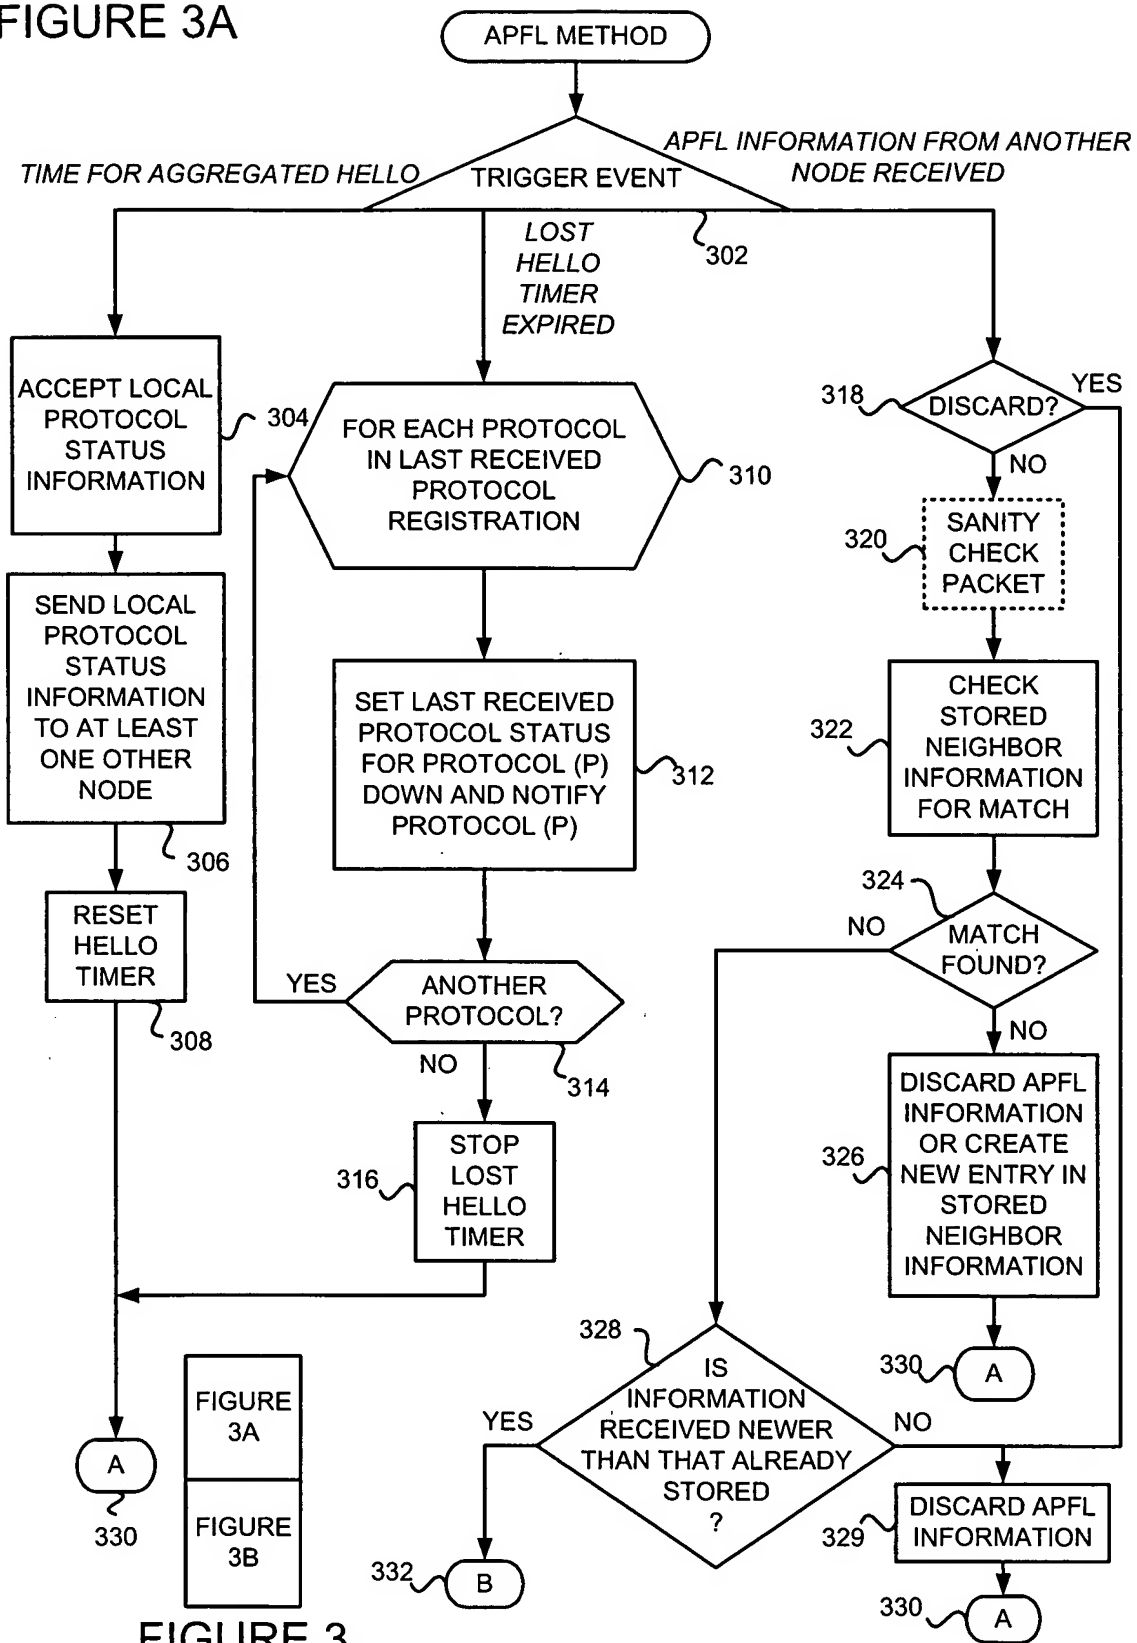 FIGURE 3A
APFL METHOD
TRIGGER EVENT
302
TIME FOR AGGREGATED HELLO
LOST
HELLO
TIMER
EXPIRED
APFL INFORMATION FROM ANOTHER
NODE RECEIVED
ACCEPT LOCAL
PROTOCOL
STATUS
INFORMATION
304
SEND LOCAL
PROTOCOL
STATUS
INFORMATION
TO AT LEAST
ONE OTHER
NODE
306
RESET
HELLO
TIMER
308
A
330
FOR EACH PROTOCOL
IN LAST RECEIVED
PROTOCOL
REGISTRATION
310
SET LAST RECEIVED
PROTOCOL STATUS
FOR PROTOCOL (P)
DOWN AND NOTIFY
PROTOCOL (P)
312
ANOTHER
PROTOCOL?
314
YES
NO
STOP
LOST
HELLO
TIMER
316
318
DISCARD?
YES
NO
320
SANITY
CHECK
PACKET
322
CHECK
STORED
NEIGHBOR
INFORMATION
FOR MATCH
324
MATCH
FOUND?
NO
NO
326
DISCARD APFL
INFORMATION
OR CREATE
NEW ENTRY IN
STORED
NEIGHBOR
INFORMATION
330
A
328
IS
INFORMATION
RECEIVED NEWER
THAN THAT ALREADY
STORED
?
YES
NO
332
B
329
DISCARD APFL
INFORMATION
330
A
FIGURE
3A
FIGURE
3B
FIGURE 3